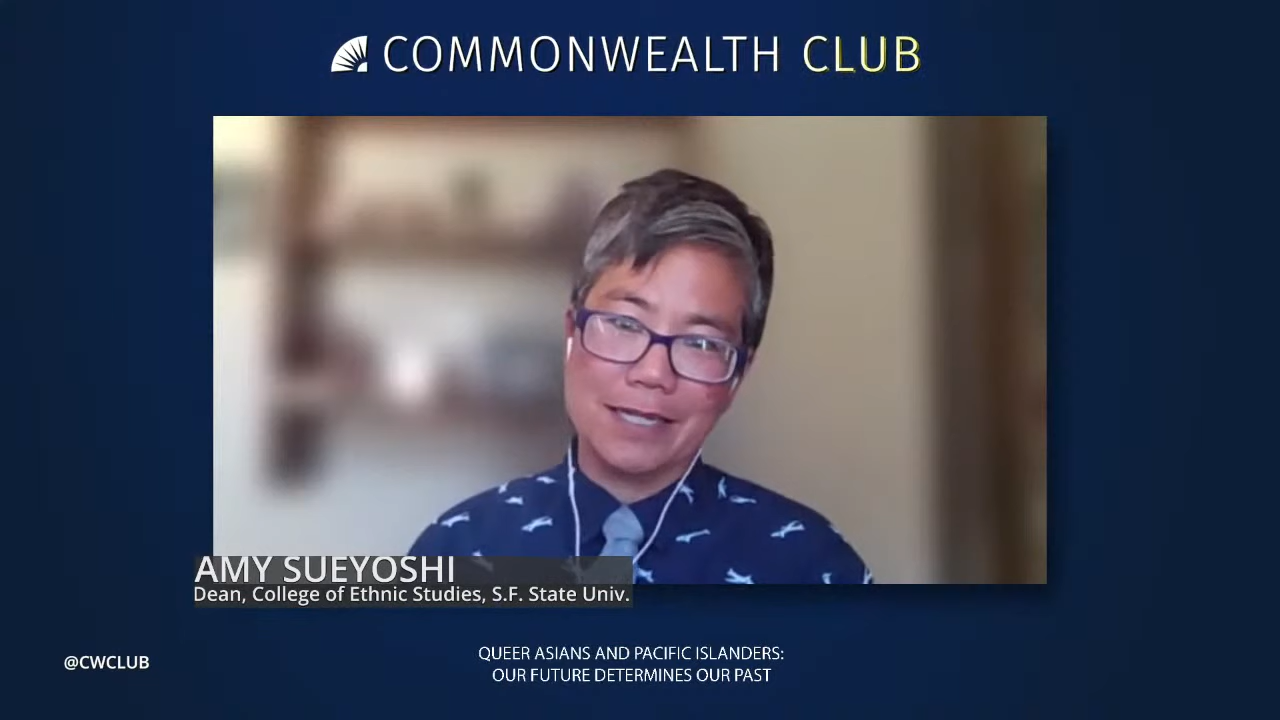 COMMONWEALTH CLUB
AMY SUEYOSHI
Dean, College of Ethnic Studies, S.F. State Univ.
@CWCLUB
QUEER ASIANS AND PACIFIC ISLANDERS:
OUR FUTURE DETERMINES OUR PAST